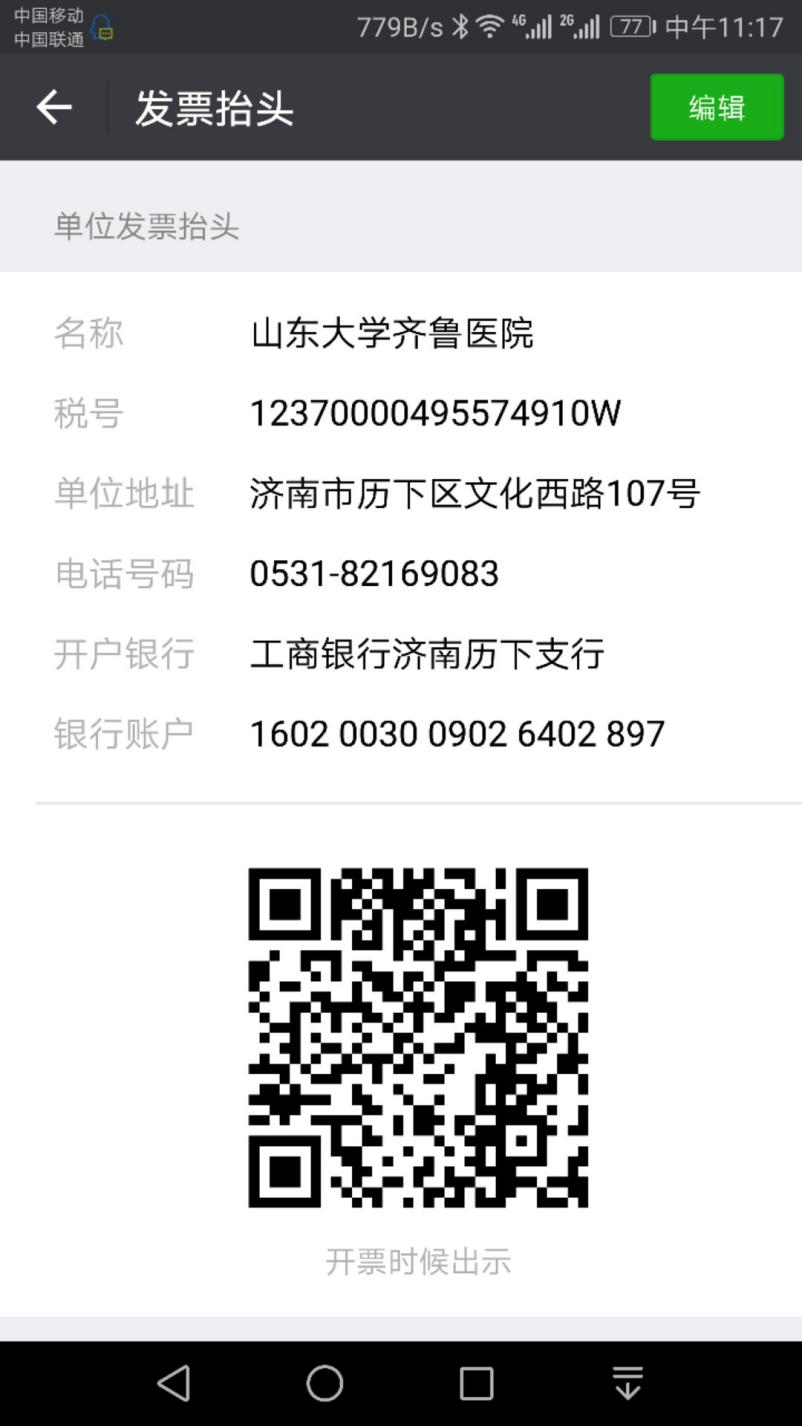 中国移动
中国联通
779B/s 4G 2G 77 中午11:17
发票抬头
编辑
单位发票抬头
名称 山东大学齐鲁医院
税号 12370000495574910W
单位地址 济南市历下区文化西路107号
电话号码 0531-82169083
开户银行 工商银行济南历下支行
银行账户 1602 0030 0902 6402 897
开票时候出示